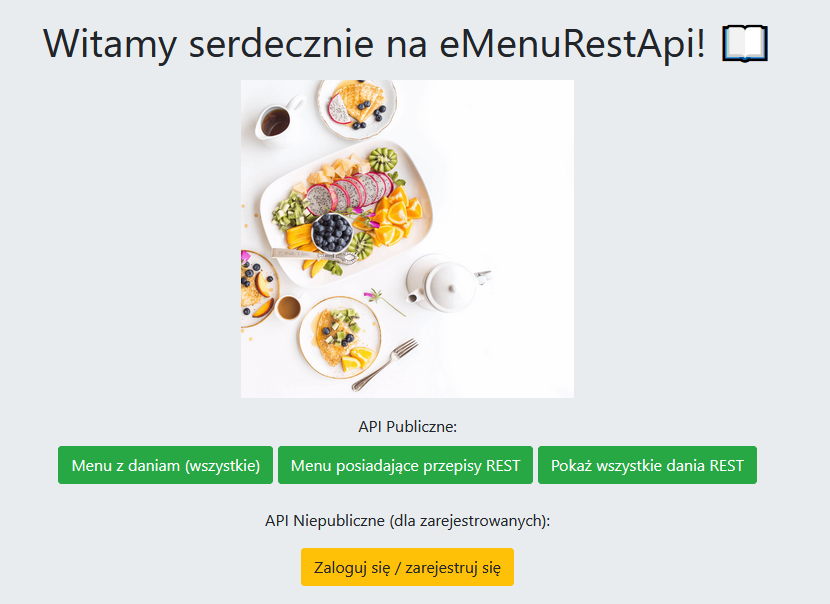 Witamy serdecznie na eMenuRestApi!
API Publiczne:
Menu z daniam (wszystkie) Menu posiadające przepisy REST Pokaż wszystkie dania REST
API Niepubliczne (dla zarejestrowanych):
Zaloguj się / zarejestruj się